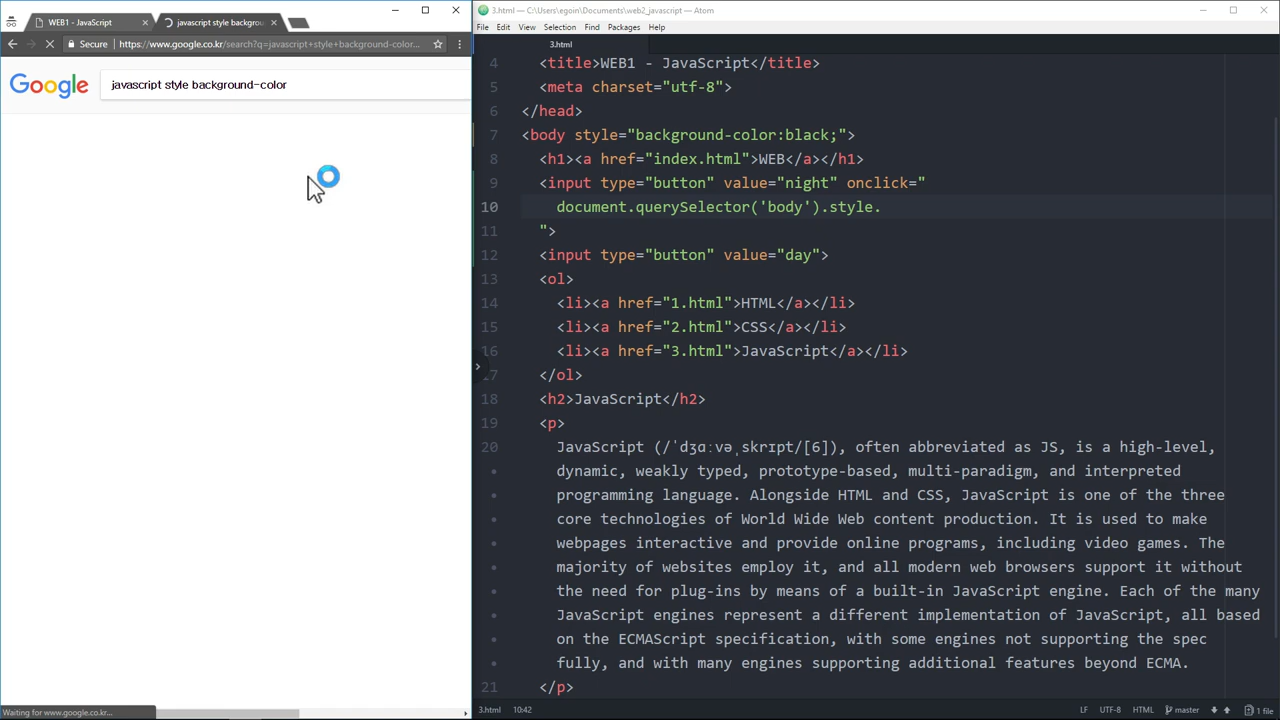 WEB1 - JavaScript
javascript style backgrou
Secure
https://www.google.co.kr/search?q=javascript+style+background-color...
Google
javascript style background-color
Waiting for www.google.co.kr...
3.html — C:\Users\egoin\Documents\web2_javascript — Atom
File Edit View Selection Find Packages Help
3.html
4 <title>WEB1 - JavaScript</title>
5 <meta charset="utf-8">
6 </head>
7 <body style="background-color:black;">
8 <h1><a href="index.html">WEB</a></h1>
9 <input type="button" value="night" onclick="
10 document.querySelector('body').style.
11 ">
12 <input type="button" value="day">
13 <ol>
14 <li><a href="1.html">HTML</a></li>
15 <li><a href="2.html">CSS</a></li>
16 <li><a href="3.html">JavaScript</a></li>
17 </ol>
18 <h2>JavaScript</h2>
19 <p>
20 JavaScript (/ˈdʒɑːvəˌskrɪpt/[6]), often abbreviated as JS, is a high-level,
• dynamic, weakly typed, prototype-based, multi-paradigm, and interpreted
• programming language. Alongside HTML and CSS, JavaScript is one of the three
• core technologies of World Wide Web content production. It is used to make
• webpages interactive and provide online programs, including video games. The
• majority of websites employ it, and all modern web browsers support it without
• the need for plug-ins by means of a built-in JavaScript engine. Each of the many
• JavaScript engines represent a different implementation of JavaScript, all based
• on the ECMAScript specification, with some engines not supporting the spec
• fully, and with many engines supporting additional features beyond ECMA.
21 </p>
3.html 10:42 LF UTF-8 HTML master 1 file